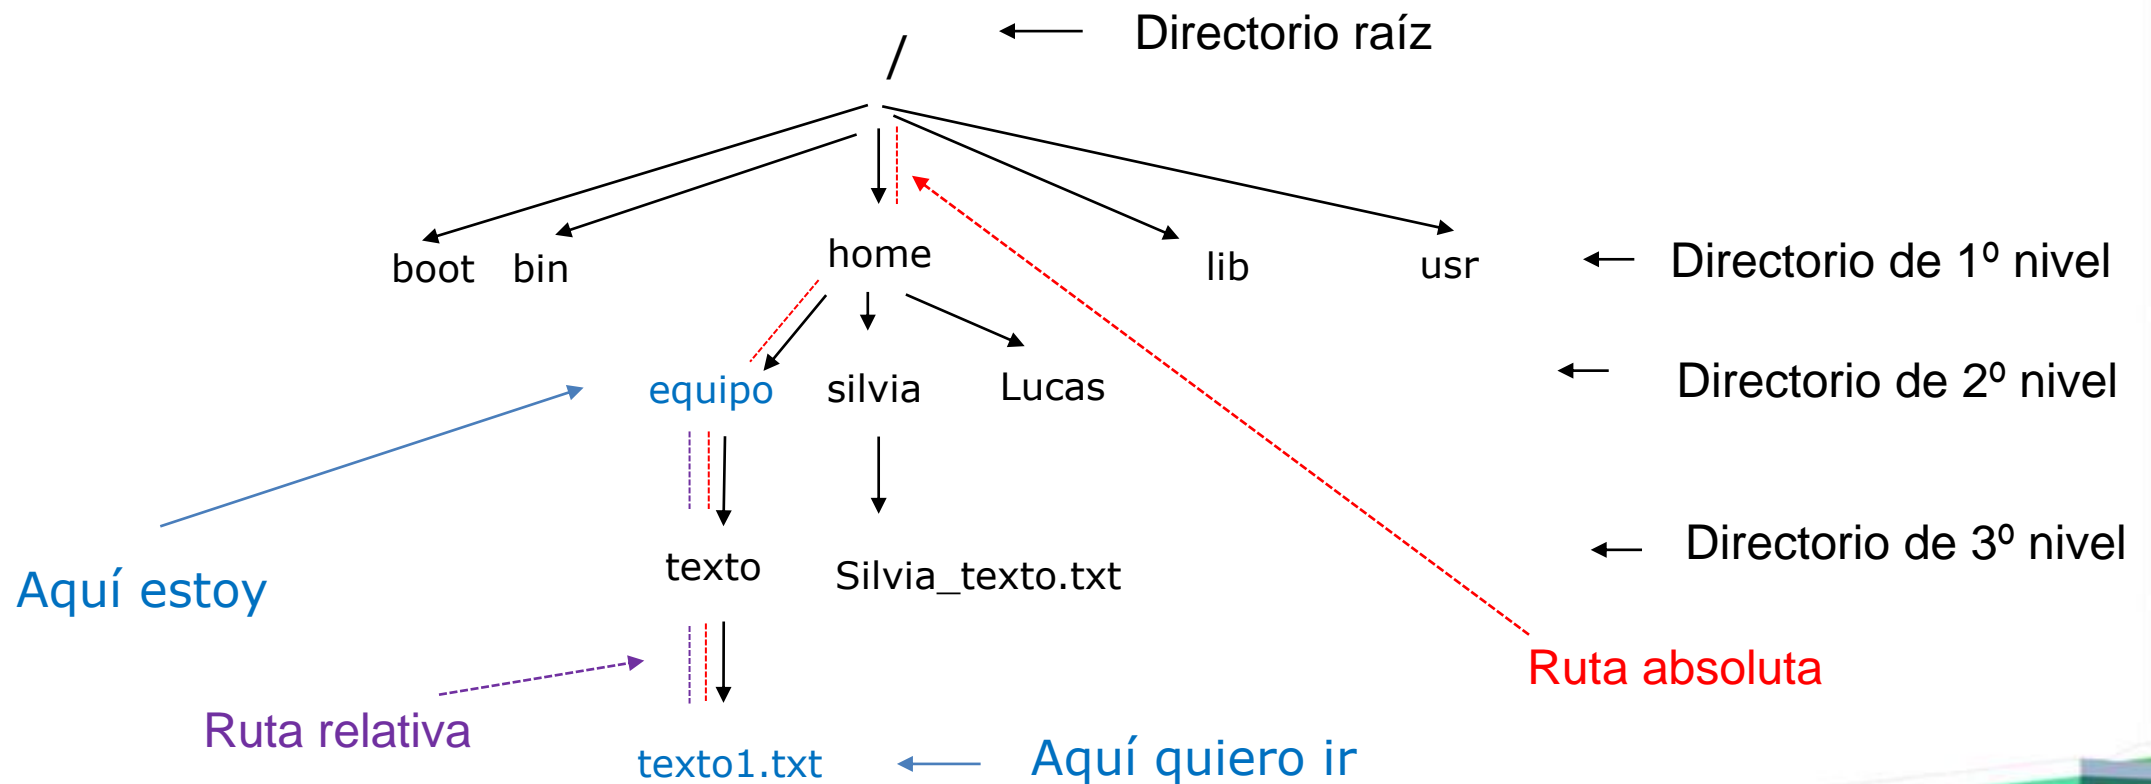 /
Directorio raíz
boot bin home lib usr
Directorio de 1º nivel
equipo silvia Lucas
Directorio de 2º nivel
texto Silvia_texto.txt
Directorio de 3º nivel
Aquí estoy
Ruta absoluta
Ruta relativa
texto1.txt
Aquí quiero ir